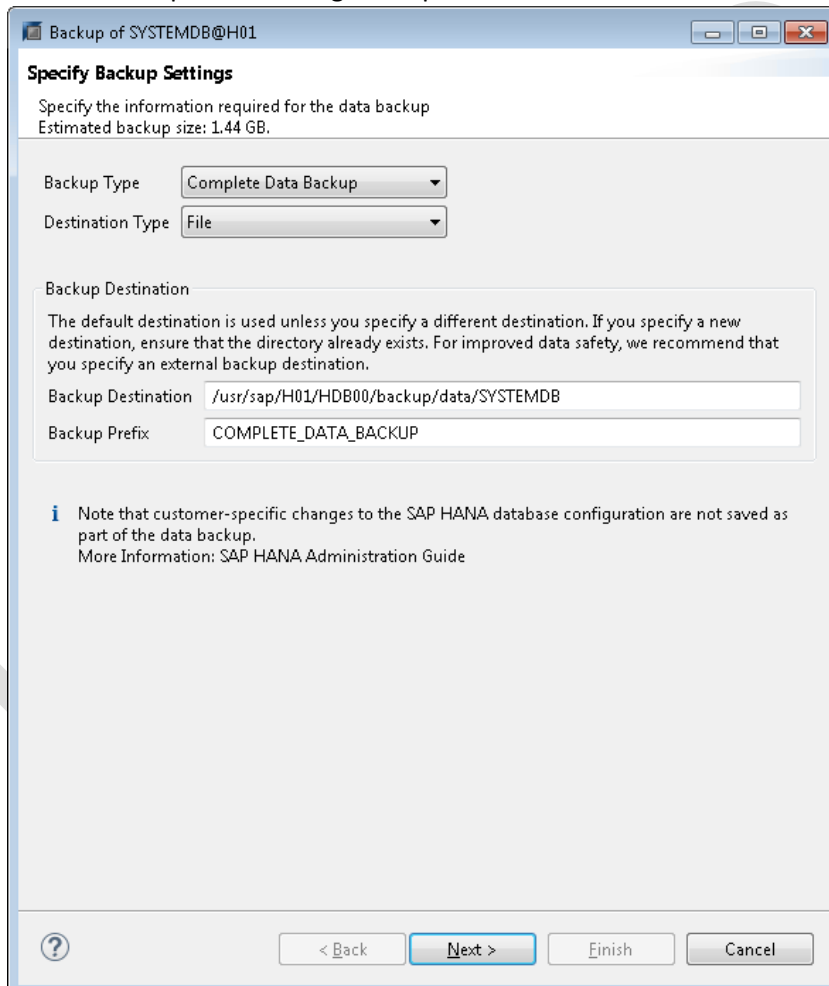 Backup of SYSTEMDB@H01
Specify Backup Settings
Specify the information required for the data backup
Estimated backup size: 1.44 GB.
Backup Type Complete Data Backup
Destination Type File
Backup Destination
The default destination is used unless you specify a different destination. If you specify a new
destination, ensure that the directory already exists. For improved data safety, we recommend that
you specify an external backup destination.
Backup Destination /usr/sap/H01/HDB00/backup/data/SYSTEMDB
Backup Prefix COMPLETE_DATA_BACKUP
i Note that customer-specific changes to the SAP HANA database configuration are not saved as
part of the data backup.
More Information: SAP HANA Administration Guide
? < Back Next > Finish Cancel